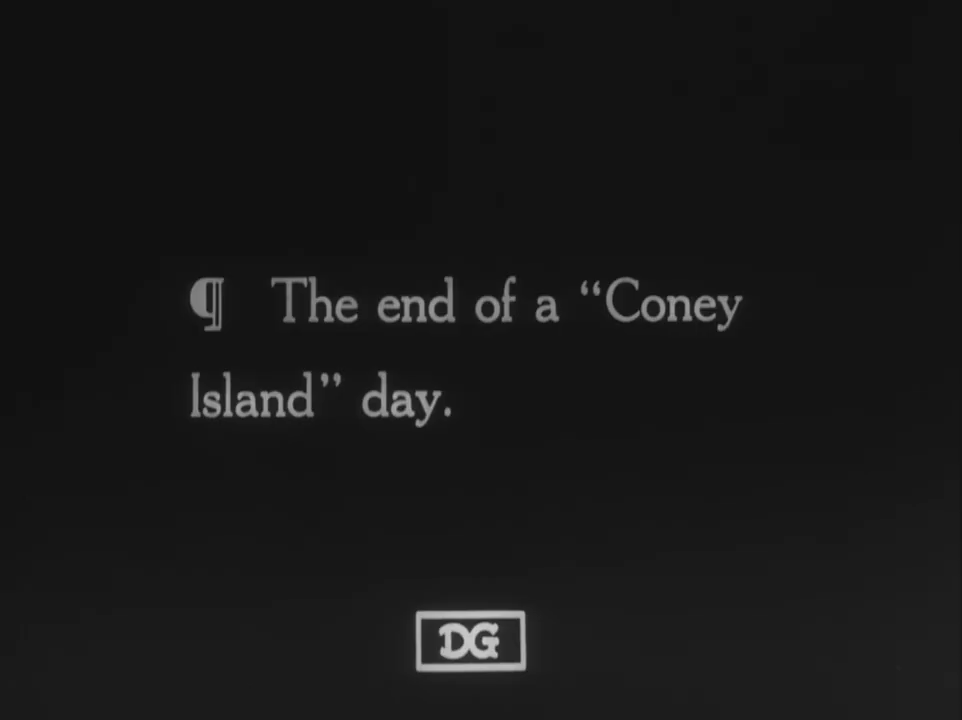 ¶ The end of a “Coney
Island” day.
DG